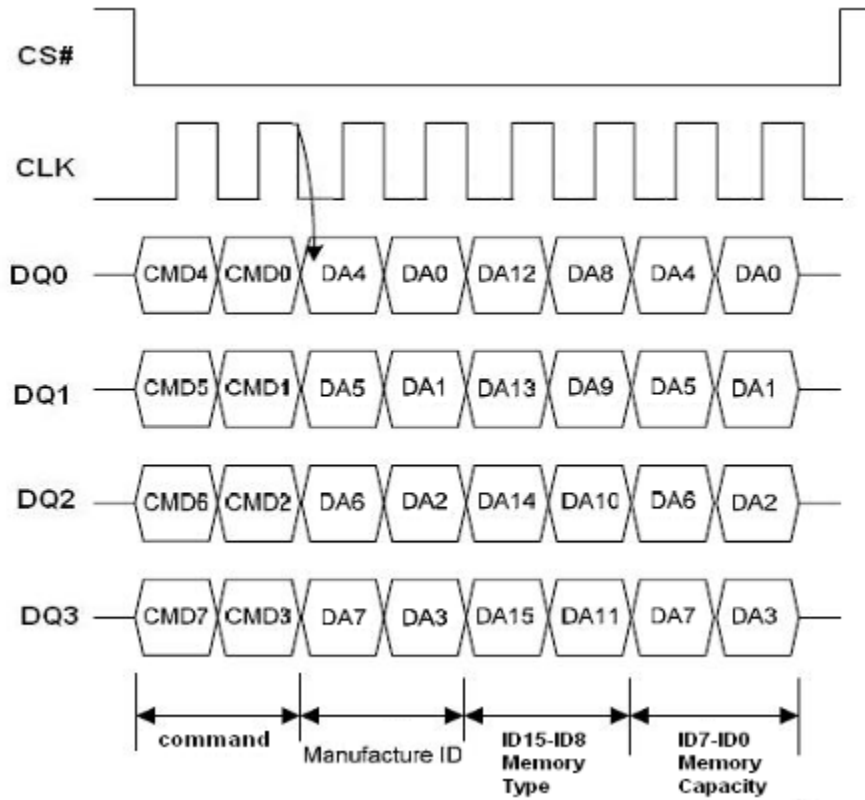 CS#
CLK
DQ0 CMD4 CMD0 DA4 DA0 DA12 DA8 DA4 DA0
DQ1 CMD5 CMD1 DA5 DA1 DA13 DA9 DA5 DA1
DQ2 CMD6 CMD2 DA6 DA2 DA14 DA10 DA6 DA2
DQ3 CMD7 CMD3 DA7 DA3 DA15 DA11 DA7 DA3
command
Manufacture ID
ID15-ID8
Memory
Type
ID7-ID0
Memory
Capacity